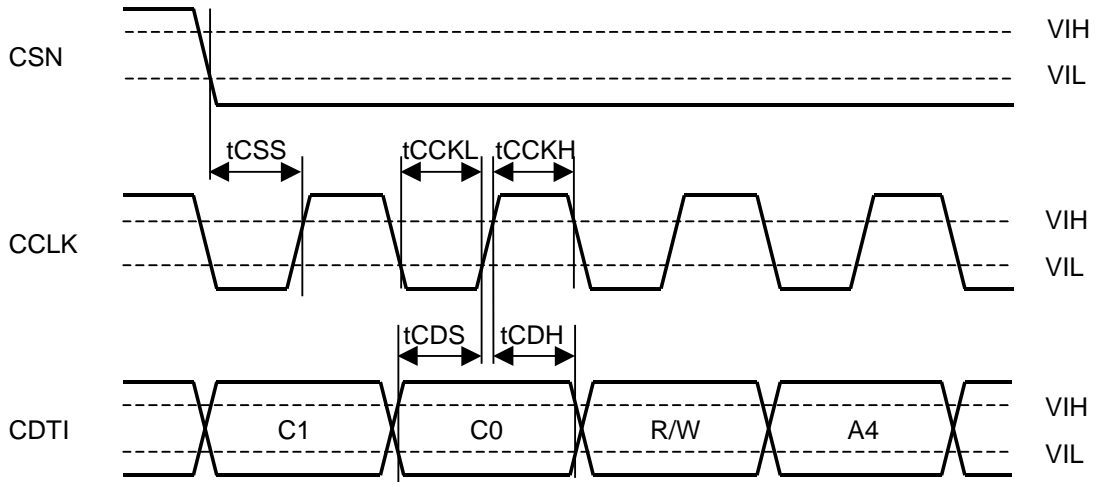 CSN
VIH
VIL
tCSS
tCCKL
tCCKH
CCLK
VIH
VIL
tCDS
tCDH
CDTI
C1
C0
R/W
A4
VIH
VIL